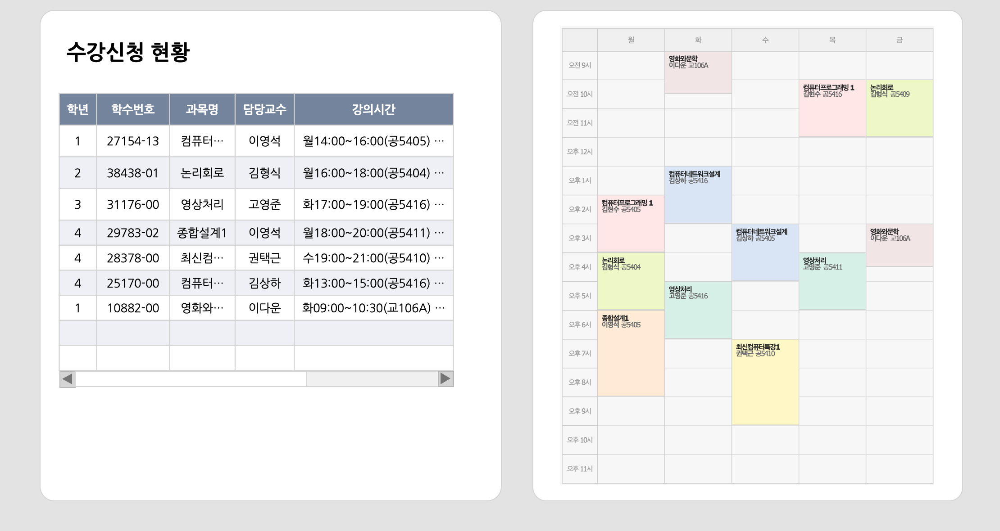 수강신청 현황
학년 학수번호 과목명 담당교수 강의시간
1 27154-13 컴퓨터… 이영석 월14:00~16:00(공5405) …
2 38438-01 논리회로 김형식 월16:00~18:00(공5404) …
3 31176-00 영상처리 고영준 화17:00~19:00(공5416) …
4 29783-02 종합설계1 이영석 월18:00~20:00(공5411) …
4 28378-00 최신컴… 권택근 수19:00~21:00(공5410) …
4 25170-00 컴퓨터… 김상하 화13:00~15:00(공5416) …
1 10882-00 영화와… 이다운 화09:00~10:30(교106A) …
월 화 수 목 금
오전 9시
영화와문학
이다운 교106A
오전 10시
컴퓨터프로그래밍 1
김현수 공5416
논리회로
김형식 공5409
오전 11시
오후 12시
오후 1시
컴퓨터네트워크설계
김상하 공5416
오후 2시
컴퓨터프로그래밍 1
김현수 공5405
오후 3시
컴퓨터네트워크설계
김상하 공5405
영화와문학
이다운 교106A
오후 4시
논리회로
김형식 공5404
영상처리
고영준 공5411
오후 5시
영상처리
고영준 공5416
오후 6시
종합설계1
이영석 공5405
오후 7시
최신컴퓨터특강1
권택근 공5410
오후 8시
오후 9시
오후 10시
오후 11시